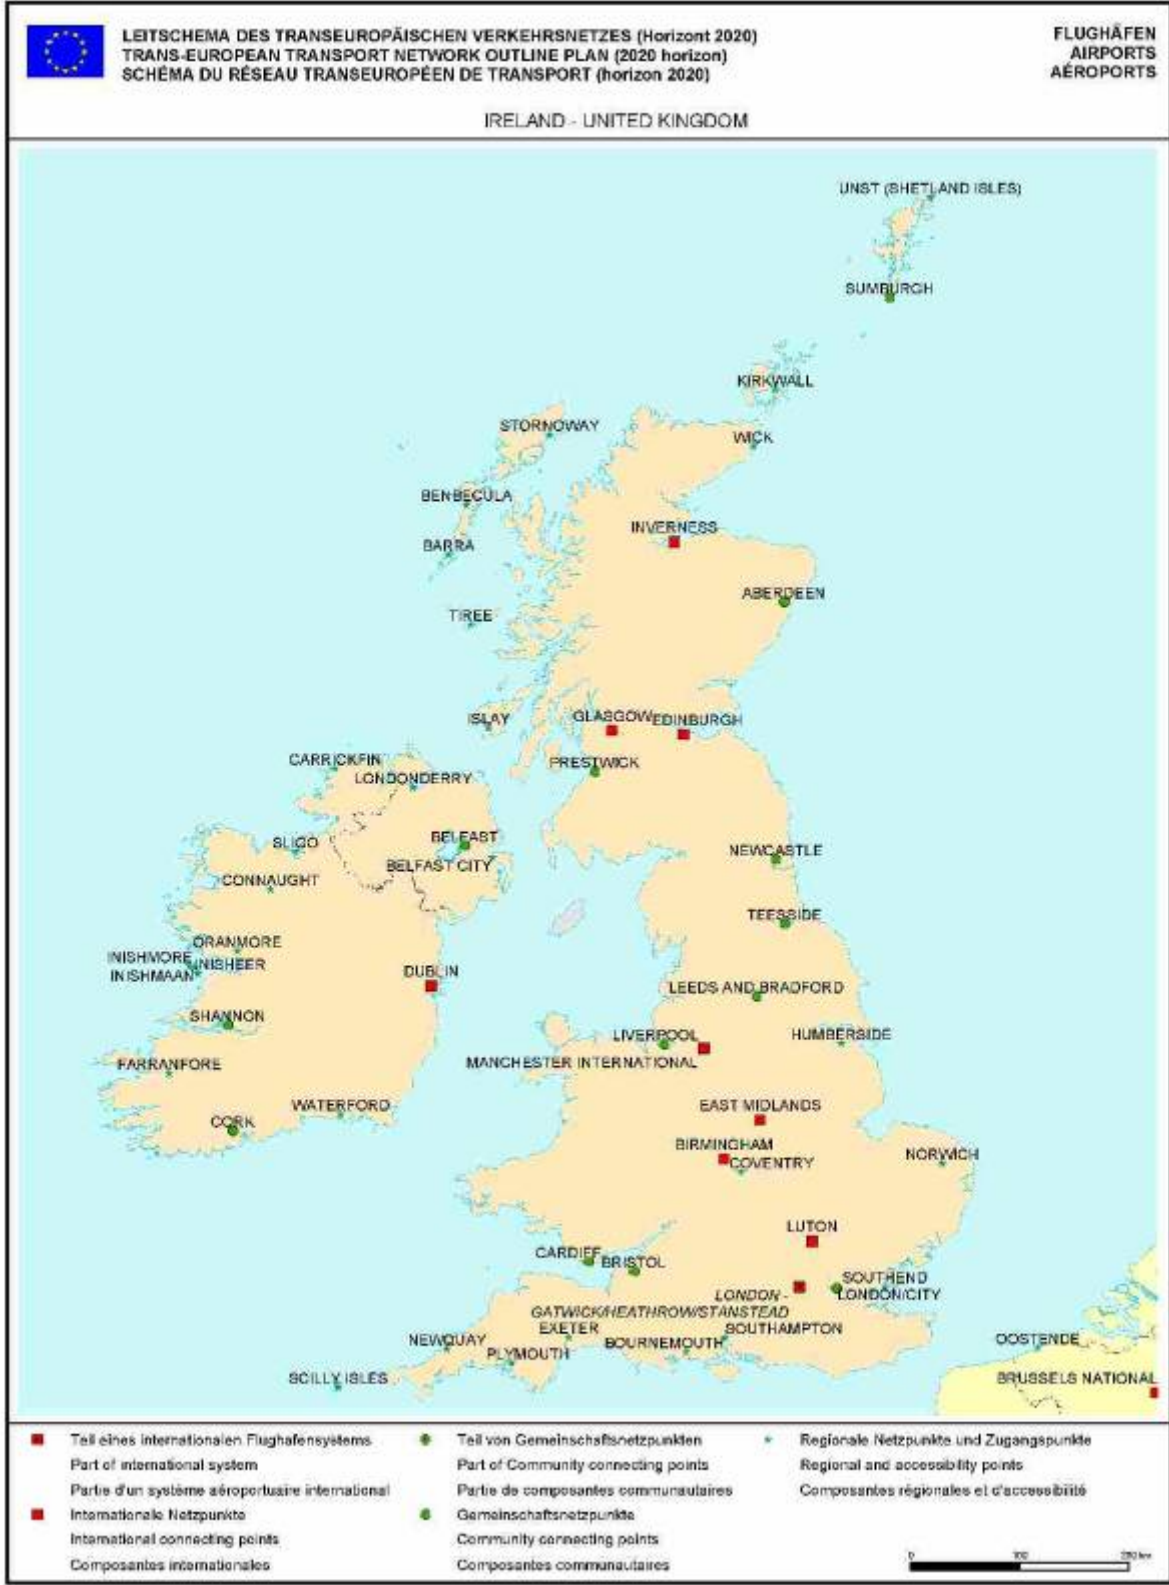 LEITSCHEMA DES TRANSEUROPÄISCHEN VERKEHRSNETZES (Horizont 2020)
TRANS-EUROPEAN TRANSPORT NETWORK OUTLINE PLAN (2020 horizon)
SCHÉMA DU RÉSEAU TRANSEUROPÉEN DE TRANSPORT (horizon 2020)
FLUGHÄFEN
AIRPORTS
AÉROPORTS
IRELAND - UNITED KINGDOM
UNST (SHETLAND ISLES)
SUMBURGH
KIRKWALL
STORNOWAY
WICK
BENBECULA
INVERNESS
BARRA
ABERDEEN
TIREE
ISLAY
GLASGOW
EDINBURGH
CARRICKFIN
PRESTWICK
LONDONDERRY
BELFAST
SLIGO
NEWCASTLE
BELFAST CITY
CONNAUGHT
TEESSIDE
ORANMORE
INISHMORE
INISHEER
INISHMAAN
DUBLIN
LEEDS AND BRADFORD
SHANNON
LIVERPOOL
HUMBERSIDE
FARRANFORE
MANCHESTER INTERNATIONAL
WATERFORD
EAST MIDLANDS
CORK
BIRMINGHAM
COVENTRY
NORWICH
LUTON
CARDIFF
BRISTOL
SOUTHEND
LONDON -
LONDON/CITY
GATWICK/HEATHROW/STANSTEAD
EXETER
SOUTHAMPTON
NEWQUAY
BOURNEMOUTH
OOSTENDE
PLYMOUTH
SCILLY ISLES
BRUSSELS NATIONAL
Teil eines internationalen Flughafensystems
Part of international system
Partie d'un système aéroportuaire international
Internationale Netzpunkte
International connecting points
Composantes internationales
Teil von Gemeinschaftsnetzpunkten
Part of Community connecting points
Partie de composantes communautaires
Gemeinschaftsnetzpunkte
Community connecting points
Composantes communautaires
Regionale Netzpunkte und Zugangspunkte
Regional and accessibility points
Composantes régionales et d'accessibilité
0 100